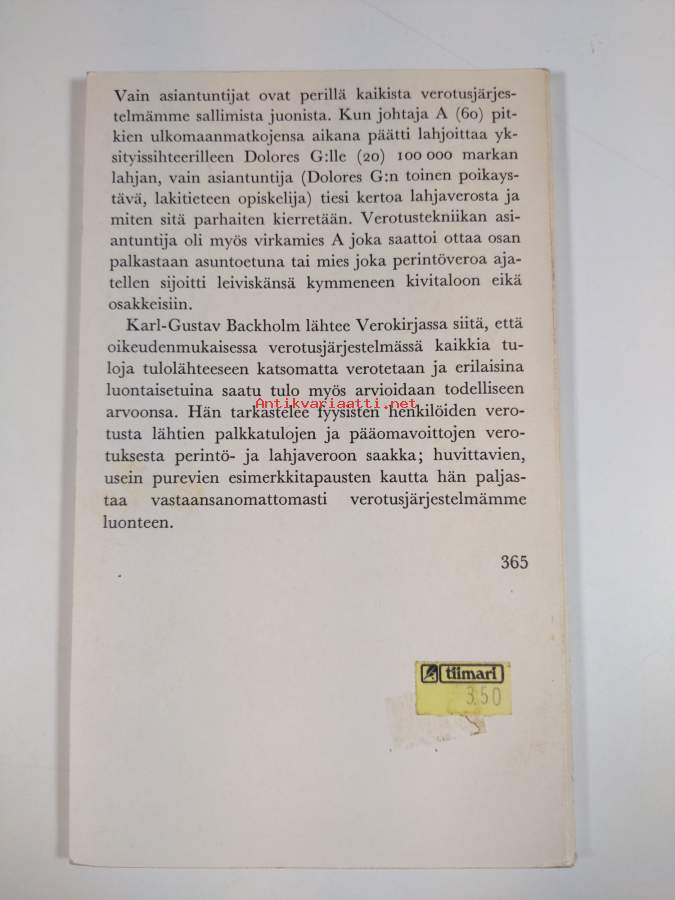 Vain asiantuntijat ovat perillä kaikista verotusjärjes-
telmämme sallimista juonista. Kun johtaja A (60) pit-
kien ulkomaanmatkojensa aikana päätti lahjoittaa yk-
sityissihteerilleen Dolores G:lle (20) 100 000 markan
lahjan, vain asiantuntija (Dolores G:n toinen poikays-
tävä, lakitieteen opiskelija) tiesi kertoa lahjaverosta ja
miten sitä parhaiten kierretään. Verotustekniikan asi-
antuntija oli myös virkamies A joka saattoi ottaa osan
palkastaan asuntoetuna tai mies joka perintöveroa aja-
tellen sijoitti leiviskänsä kymmeneen kivitaloon eikä
osakkeisiin.
Karl-Gustav Backholm lähtee Verokirjassa siitä, että
oikeudenmukaisessa verotusjärjestelmässä kaikkia tu-
loja tulolähteeseen katsomatta verotetaan ja erilaisina
luontaisetuina saatu tulo myös arvioidaan todelliseen
arvoonsa. Hän tarkastelee fyysisten henkilöiden vero-
Antikvariaatti.net
tusta lähtien palkkatulojen ja pääomavoittojen vero-
tuksesta perintö- ja lahjaveroon saakka; huvittavien,
usein purevien esimerkkitapausten kautta hän paljas-
taa vastaansanomattomasti verotusjärjestelmämme
luonteen.
365
tiimari
3.50